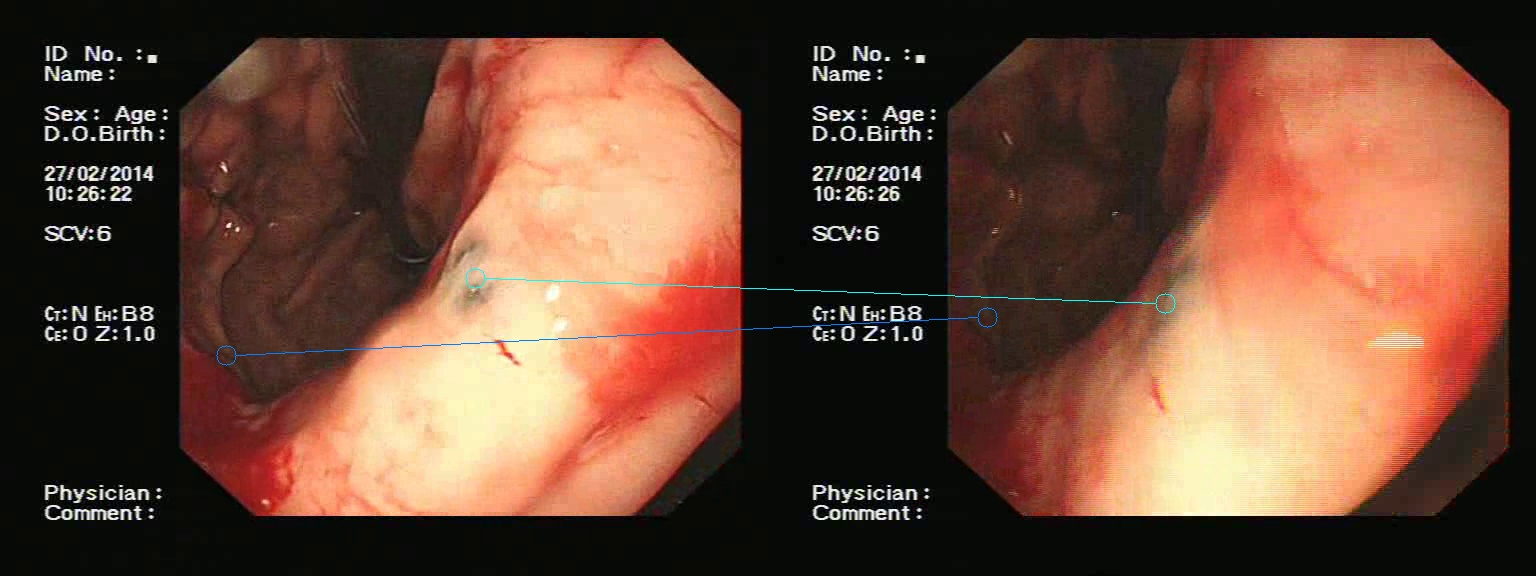 ID No. :
Name:
Sex: Age:
D.O.Birth:
27/02/2014
10:26:22
SCV:6
CT:N EH:B8
CE:0 Z:1.0
Physician:
Comment:
ID No. :
Name:
Sex: Age:
D.O.Birth:
27/02/2014
10:26:26
SCV:6
CT:N EH:B8
CE:0 Z:1.0
Physician:
Comment: